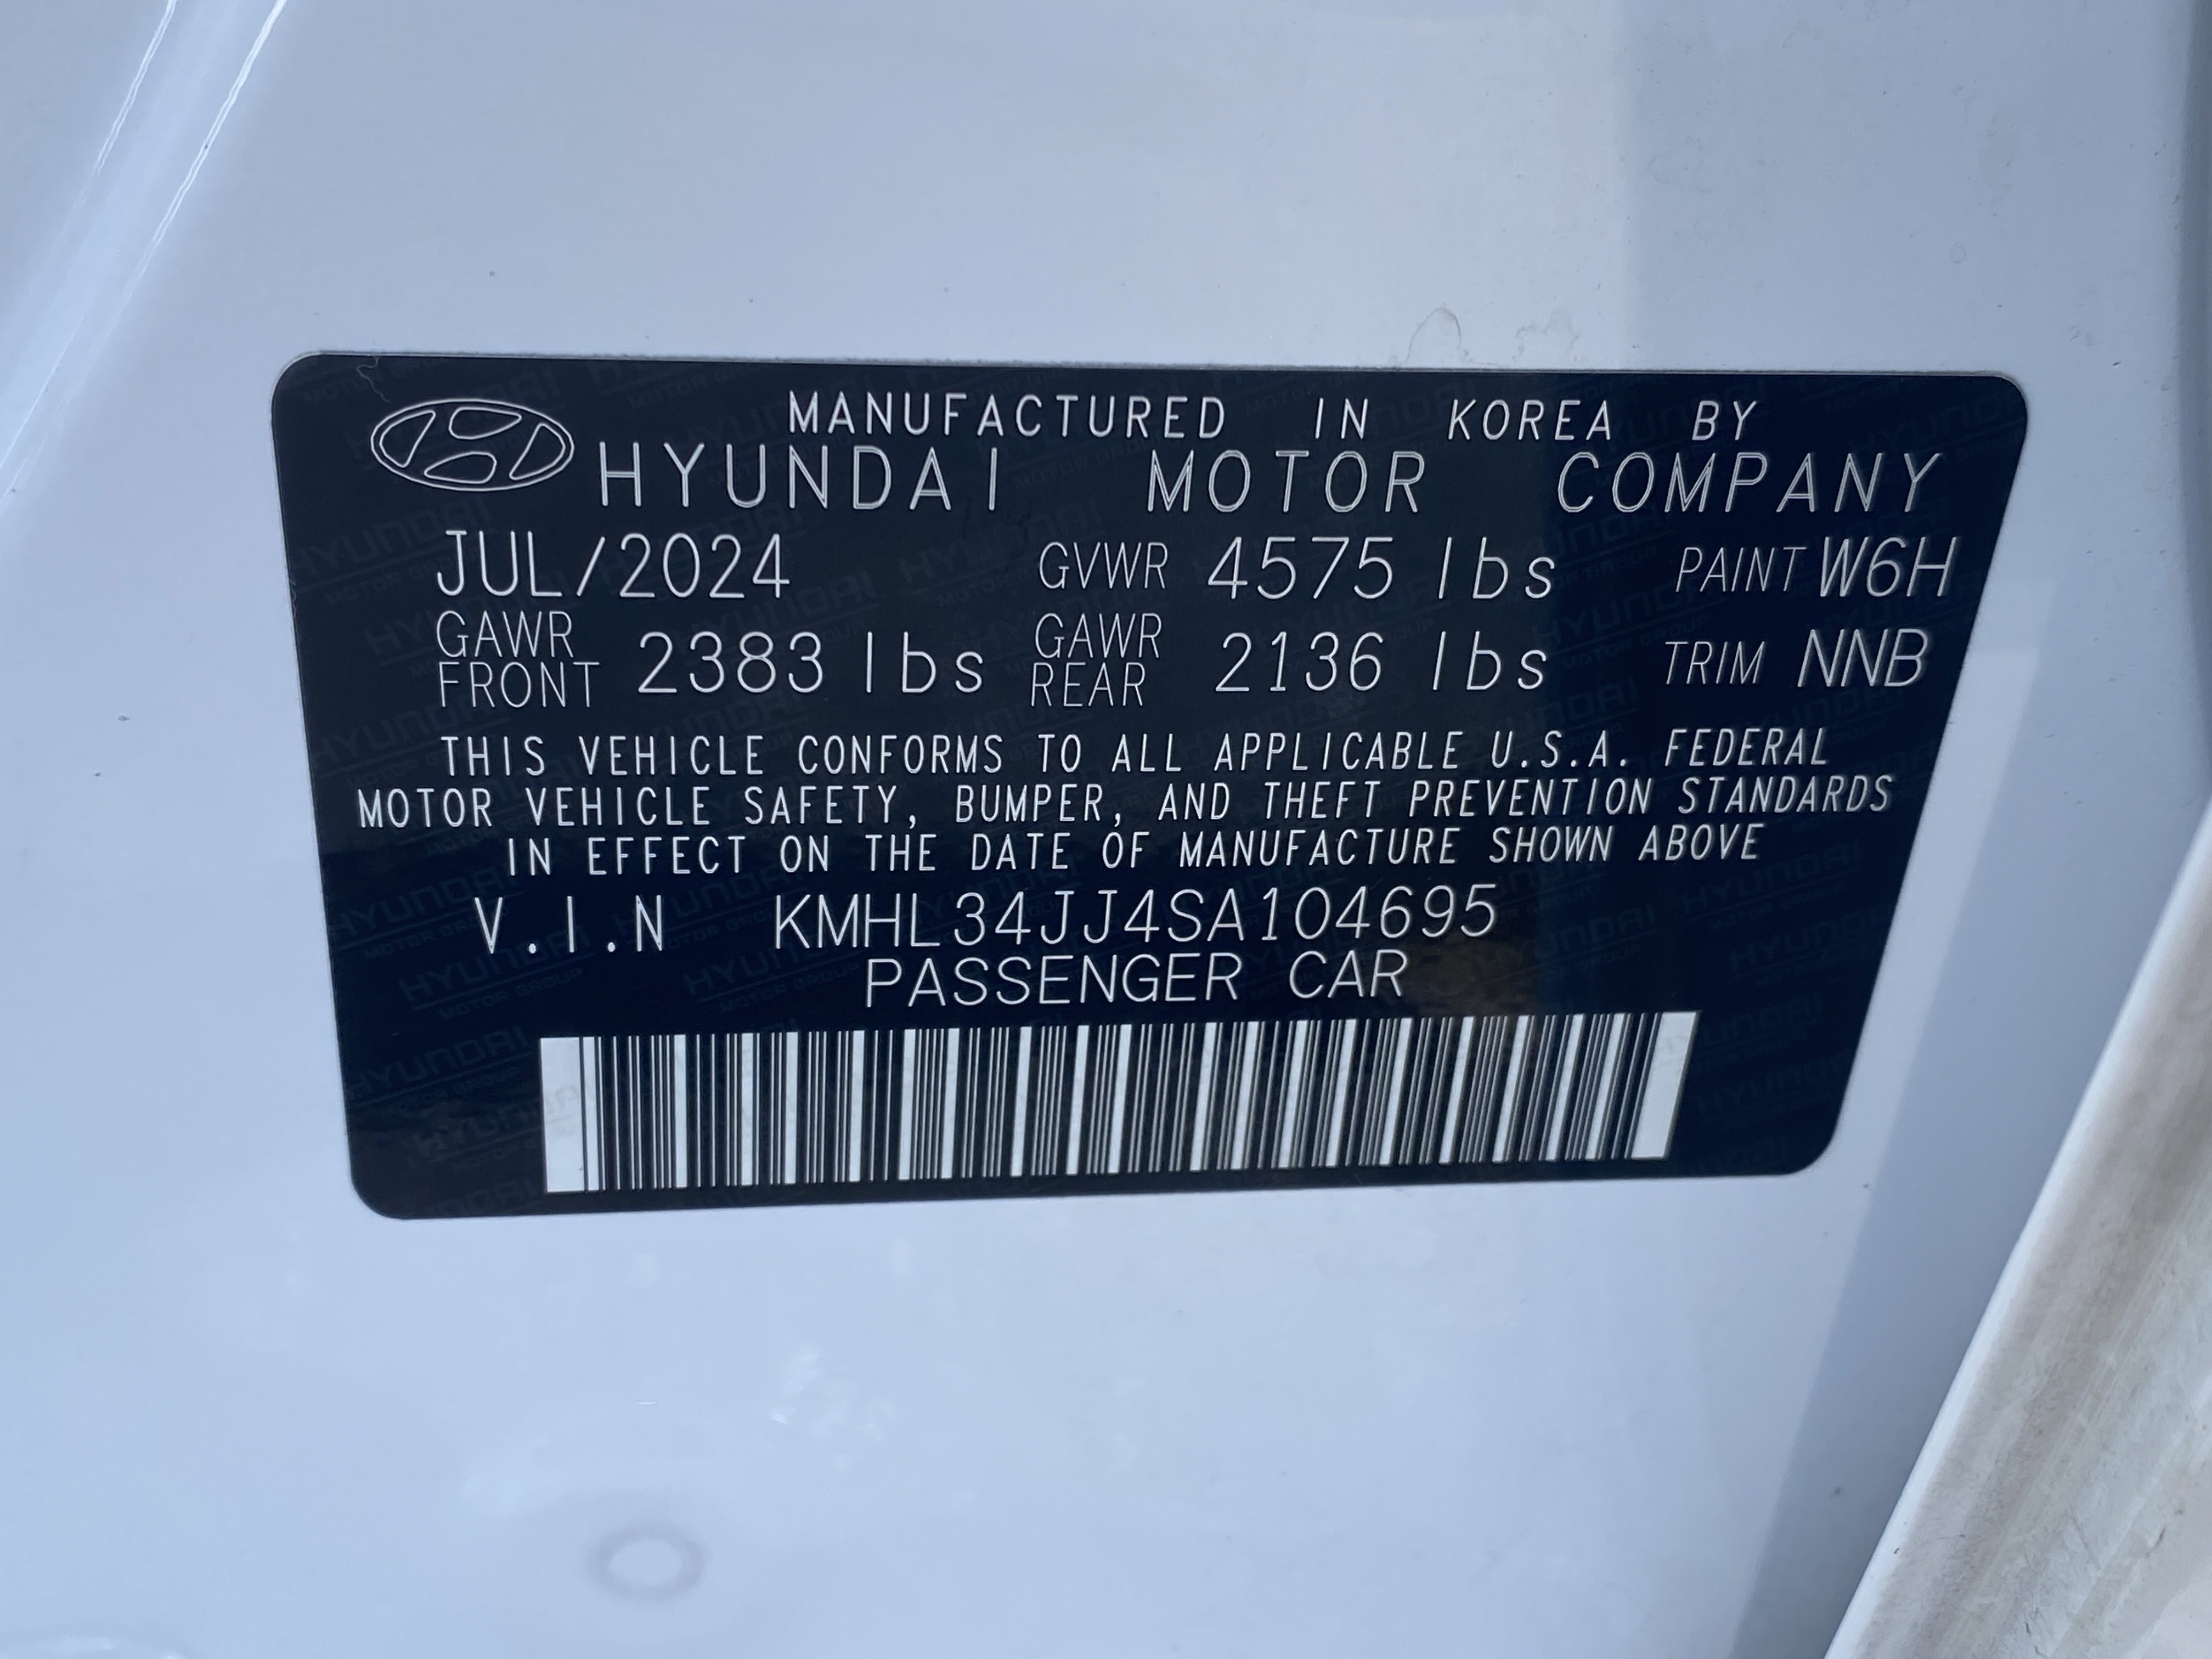 MANUFACTURED IN KOREA BY
HYUNDAI MOTOR COMPANY
JUL/2024 GVWR 4575 lbs PAINT W6H
GAWR FRONT 2383 lbs GAWR REAR 2136 lbs TRIM NNB
THIS VEHICLE CONFORMS TO ALL APPLICABLE U.S.A. FEDERAL
MOTOR VEHICLE SAFETY, BUMPER, AND THEFT PREVENTION STANDARDS
IN EFFECT ON THE DATE OF MANUFACTURE SHOWN ABOVE
V.I.N KMHL34JJ4SA104695
PASSENGER CAR